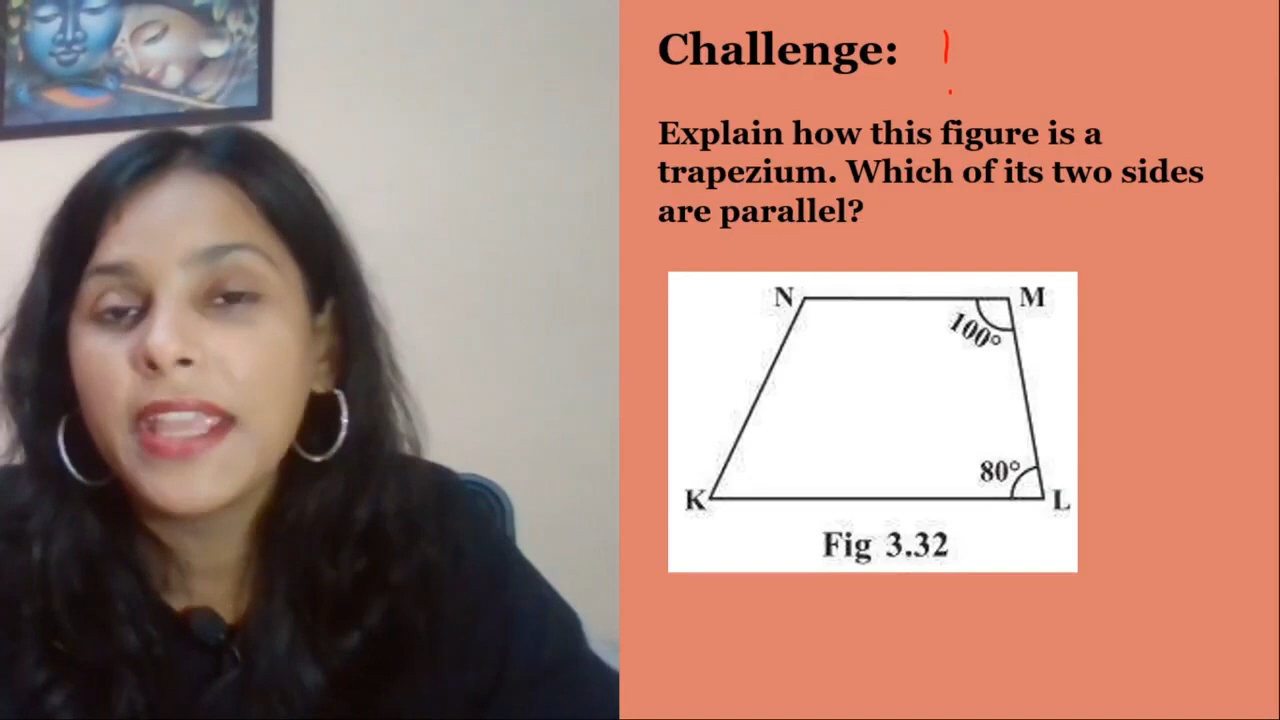 Challenge:
Explain how this figure is a
trapezium. Which of its two sides
are parallel?
N
M
100°
80°
K
L
Fig 3.32